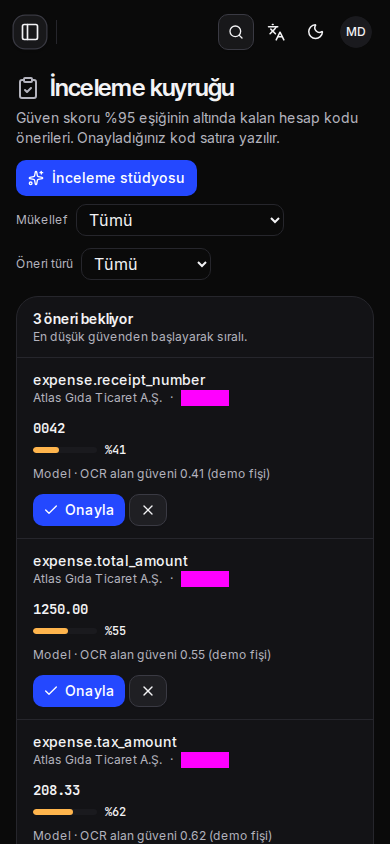 MD
İnceleme kuyruğu
Güven skoru %95 eşiğinin altında kalan hesap kodu
önerileri. Onayladığınız kod satıra yazılır.
İnceleme stüdyosu
Mükellef Tümü
Öneri türü Tümü
3 öneri bekliyor
En düşük güvenden başlayarak sıralı.
expense.receipt_number
Atlas Gıda Ticaret A.Ş. ·
0042
%41
Model · OCR alan güveni 0.41 (demo fişi)
Onayla
expense.total_amount
Atlas Gıda Ticaret A.Ş. ·
1250.00
%55
Model · OCR alan güveni 0.55 (demo fişi)
Onayla
expense.tax_amount
Atlas Gıda Ticaret A.Ş. ·
208.33
%62
Model · OCR alan güveni 0.62 (demo fişi)